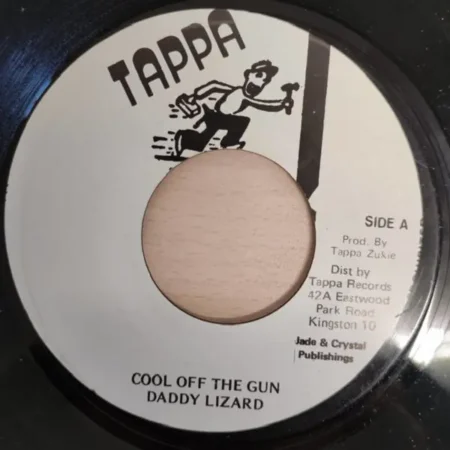 TAPPA
SIDE A
Prod. By
Tappa Zukie
Dist by
Tappa Records
42A Eastwood
Park Road
Kingston 10
Jade & Crystal
Publishings
COOL OFF THE GUN
DADDY LIZARD